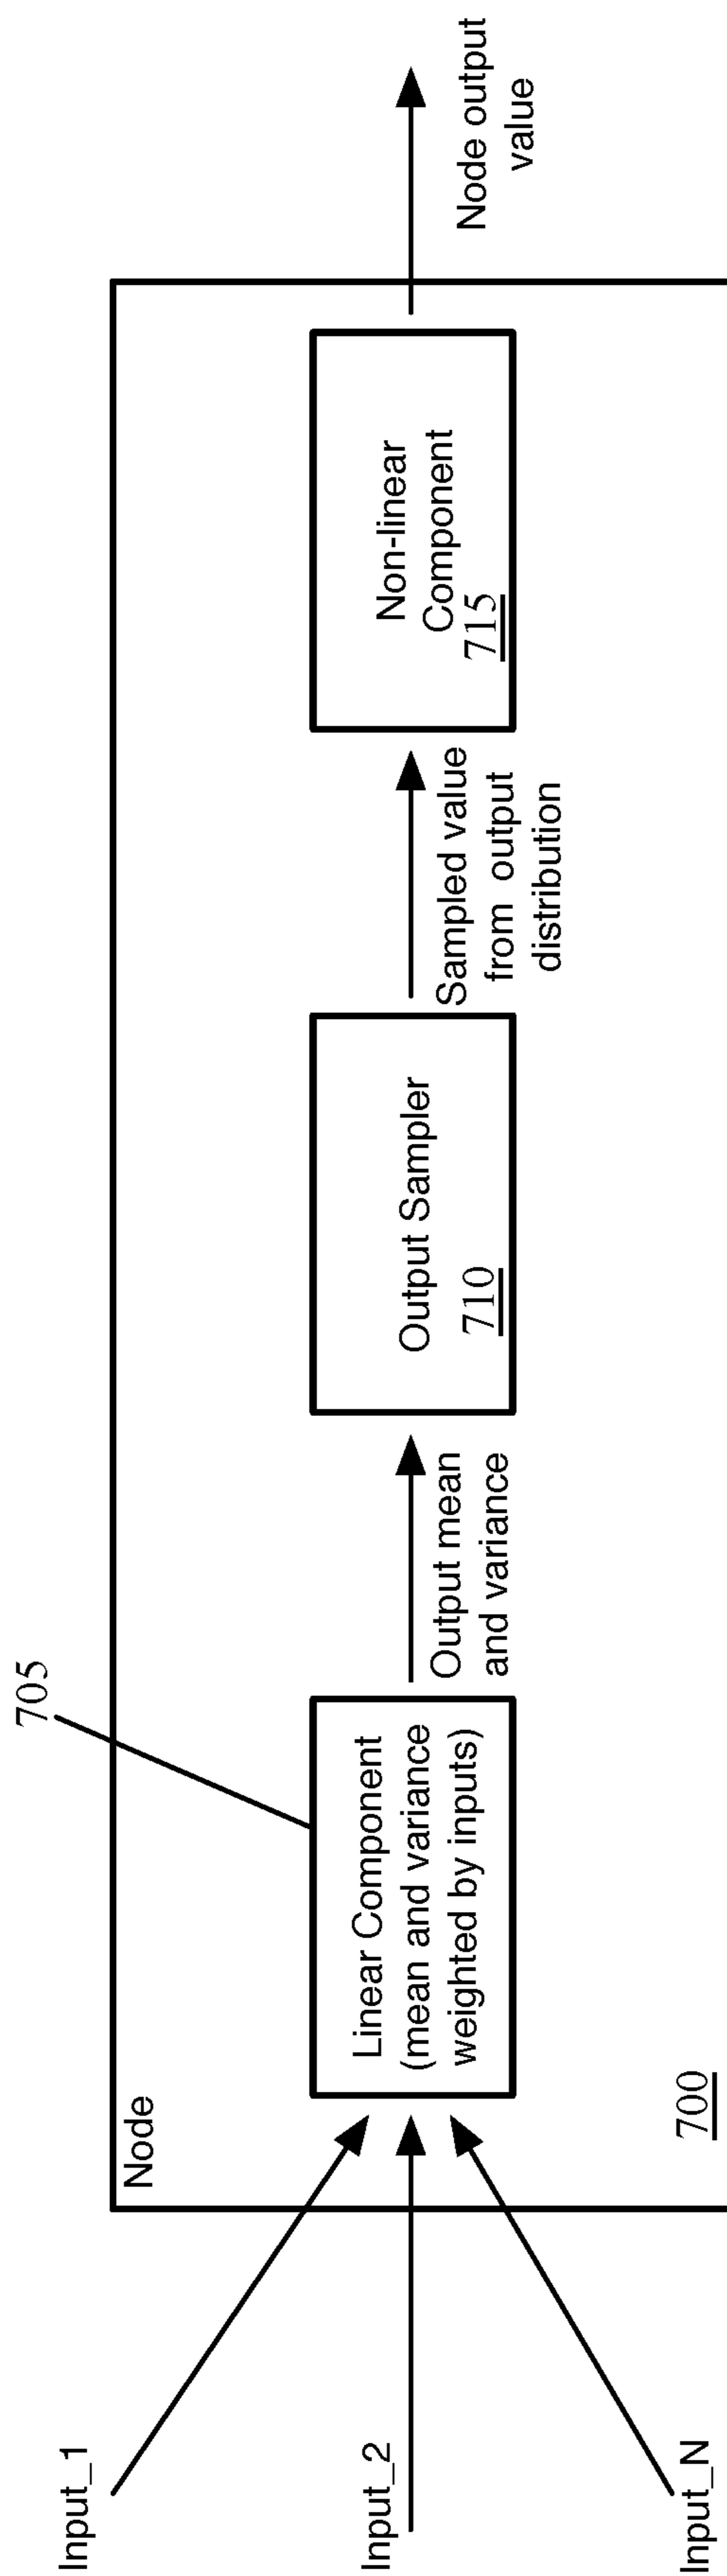 705
Node
Input_1
Input_2
Input_N
Linear Component
(mean and variance
weighted by inputs)
Output mean
and variance
Output Sampler
710
Sampled value
from output
distribution
Non-linear
Component
715
Node output
value
700